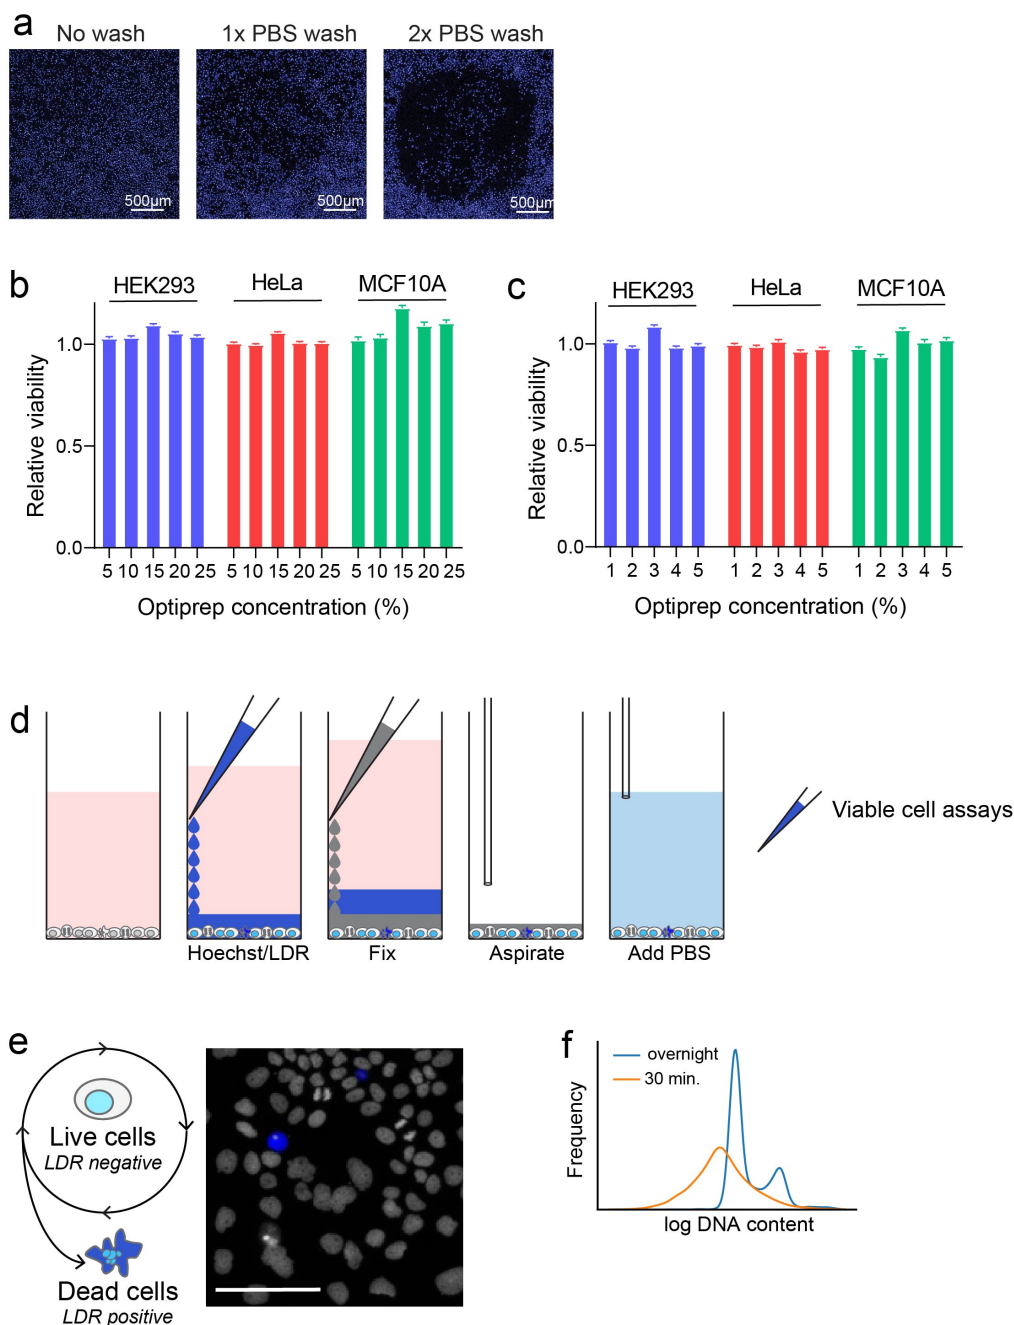 a
No wash
1x PBS wash
2x PBS wash
500µm
500µm
500µm
b
HEK293
HeLa
MCF10A
Relative viability
1.0
0.5
0.0
5 10 15 20 25
5 10 15 20 25
5 10 15 20 25
Optiprep concentration (%)
c
HEK293
HeLa
MCF10A
Relative viability
1.0
0.5
0.0
1 2 3 4 5
1 2 3 4 5
1 2 3 4 5
Optiprep concentration (%)
d
Hoechst/LDR
Fix
Aspirate
Add PBS
Viable cell assays
e
Live cells
LDR negative
Dead cells
LDR positive
f
overnight
30 min.
Frequency
log DNA content